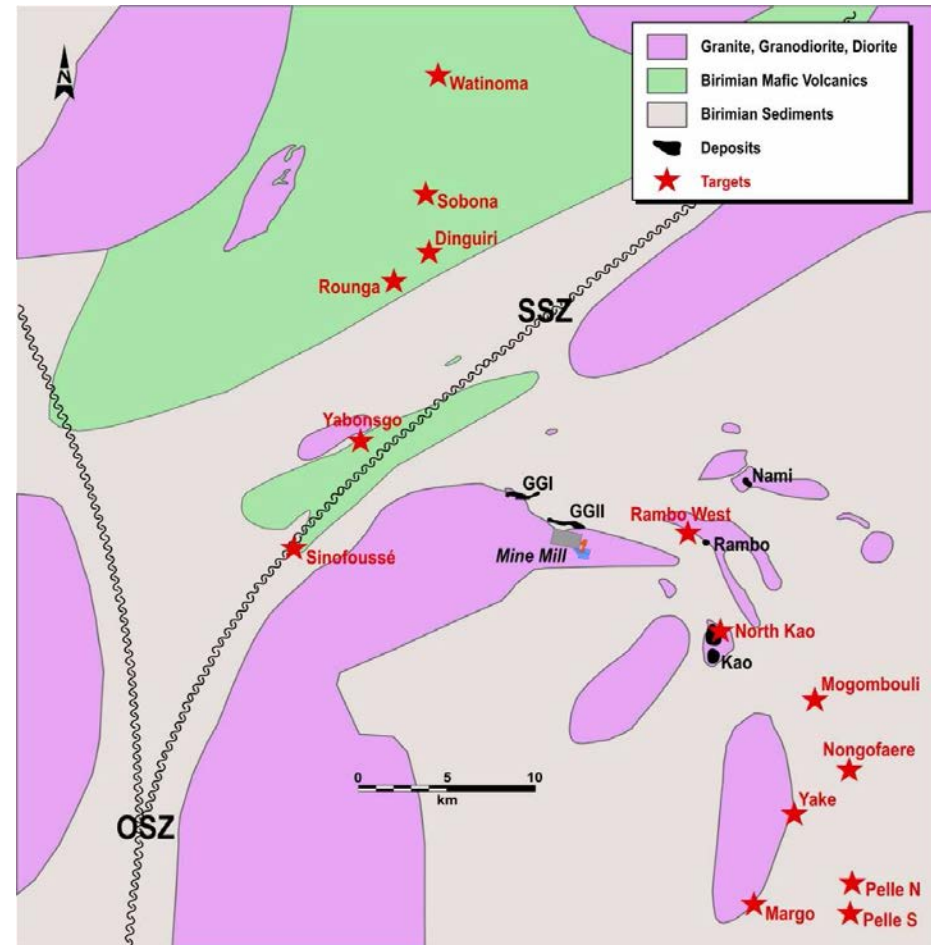 N
Granite, Granodiorite, Diorite
Birimian Mafic Volcanics
Birimian Sediments
Deposits
Targets
Watinoma
Sobona
Dinguiri
Rounga
SSZ
Yabonsgo
GGI
Nami
GGII
Rambo West
Rambo
Mine Mill
Sinofoussé
North Kao
Kao
Mogombouli
Nongofaere
0 5 10
km
Yake
OSZ
Pelle N
Margo
Pelle S